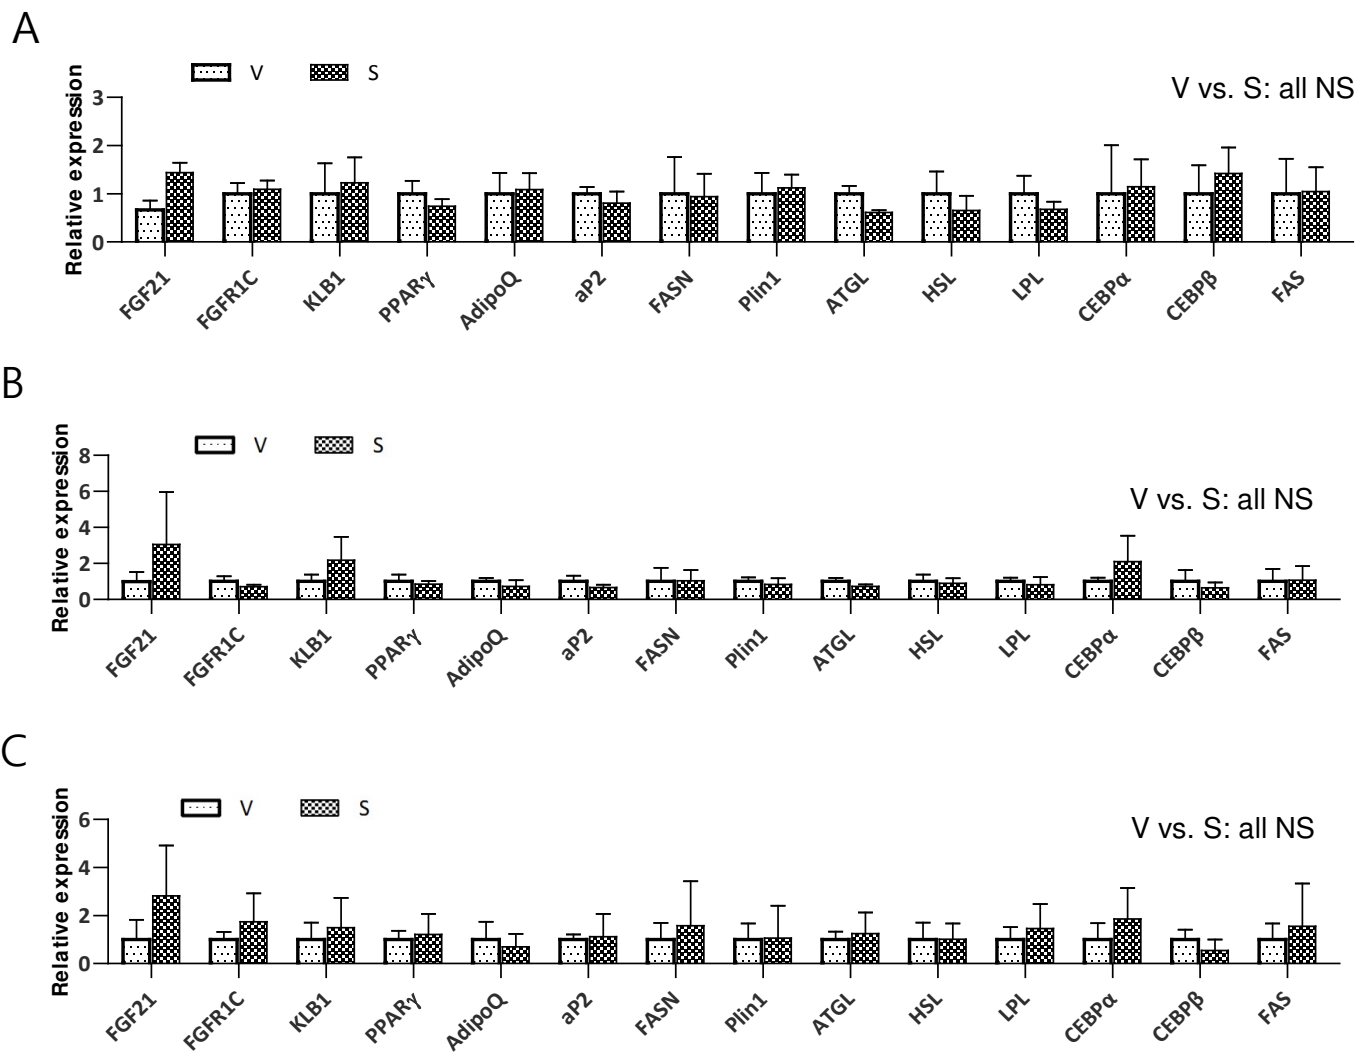 A
V S
V vs. S: all NS
Relative expression
3
2
1
0
FGF21 FGFR1C KLB1 PPARγ AdipoQ aP2 FASN Plin1 ATGL HSL LPL CEBPα CEBPβ FAS
B
V S
V vs. S: all NS
Relative expression
8
6
4
2
0
FGF21 FGFR1C KLB1 PPARγ AdipoQ aP2 FASN Plin1 ATGL HSL LPL CEBPα CEBPβ FAS
C
V S
V vs. S: all NS
Relative expression
6
4
2
0
FGF21 FGFR1C KLB1 PPARγ AdipoQ aP2 FASN Plin1 ATGL HSL LPL CEBPα CEBPβ FAS